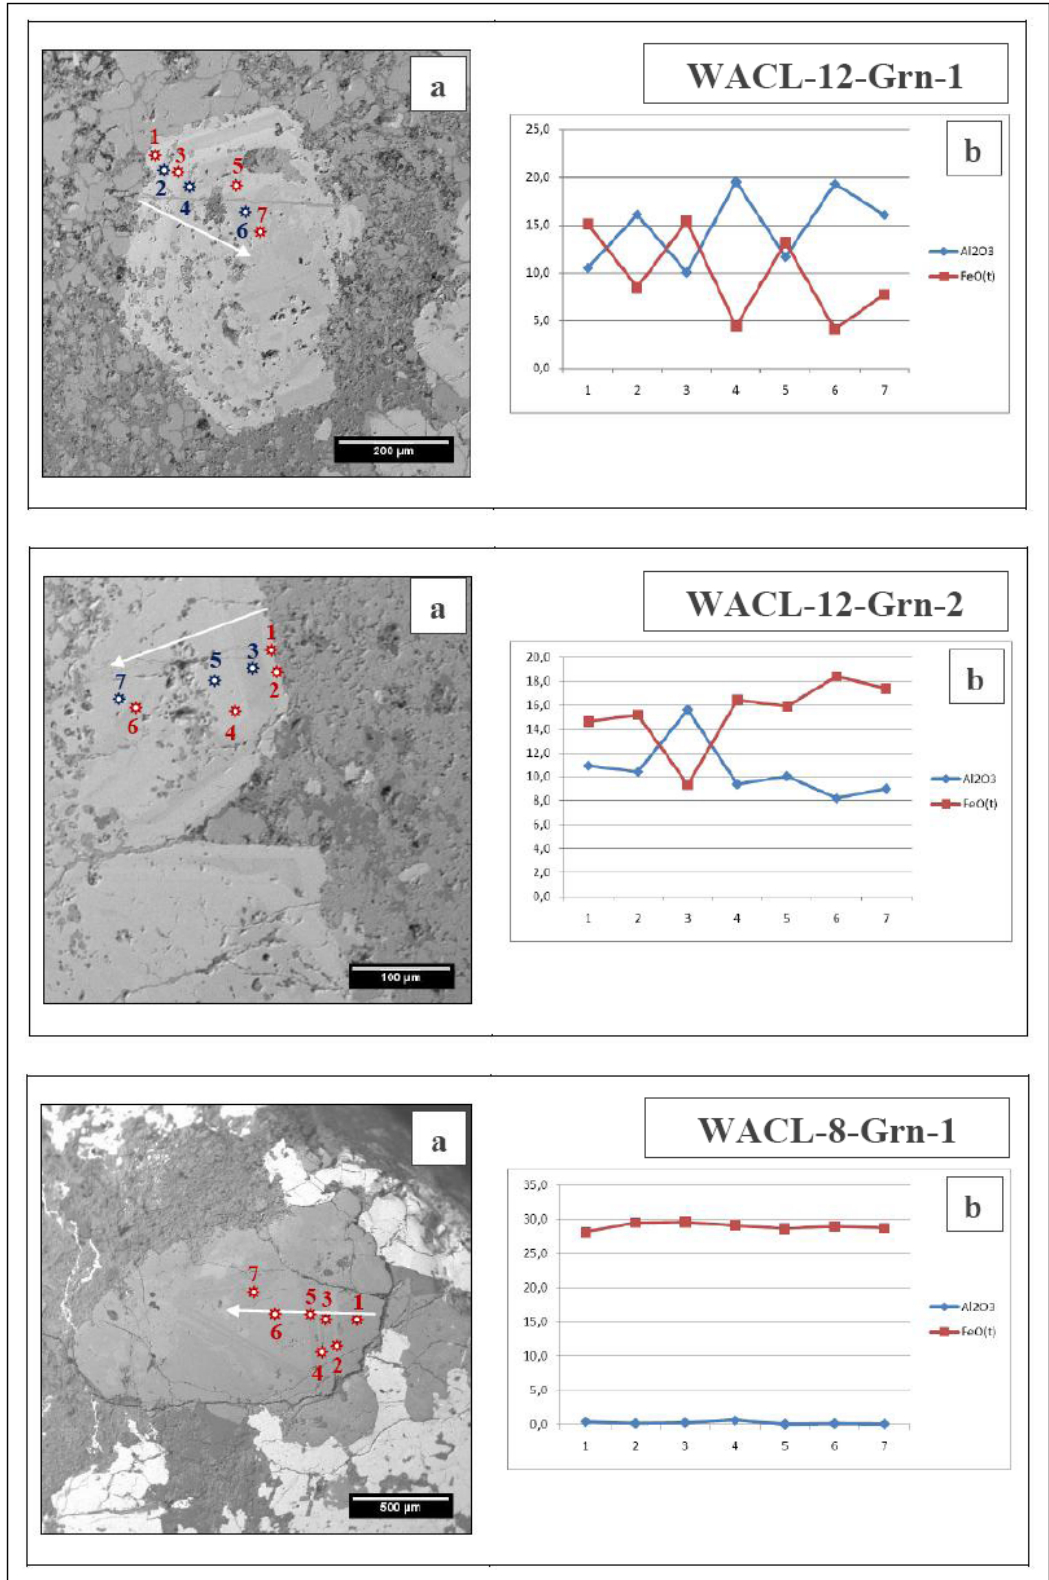 a
WACL-12-Grn-1
1
3
5
2
4
6
7
200 µm
b
25,0
20,0
15,0
10,0
5,0
0,0
1 2 3 4 5 6 7
Al2O3
FeO(t)
a
WACL-12-Grn-2
1
3
5
2
7
6
4
100 µm
b
20,0
18,0
16,0
14,0
12,0
10,0
8,0
6,0
4,0
2,0
0,0
1 2 3 4 5 6 7
Al2O3
FeO(t)
a
WACL-8-Grn-1
7
5 3 1
6
4 2
500 µm
b
35,0
30,0
25,0
20,0
15,0
10,0
5,0
0,0
1 2 3 4 5 6 7
Al2O3
FeO(t)